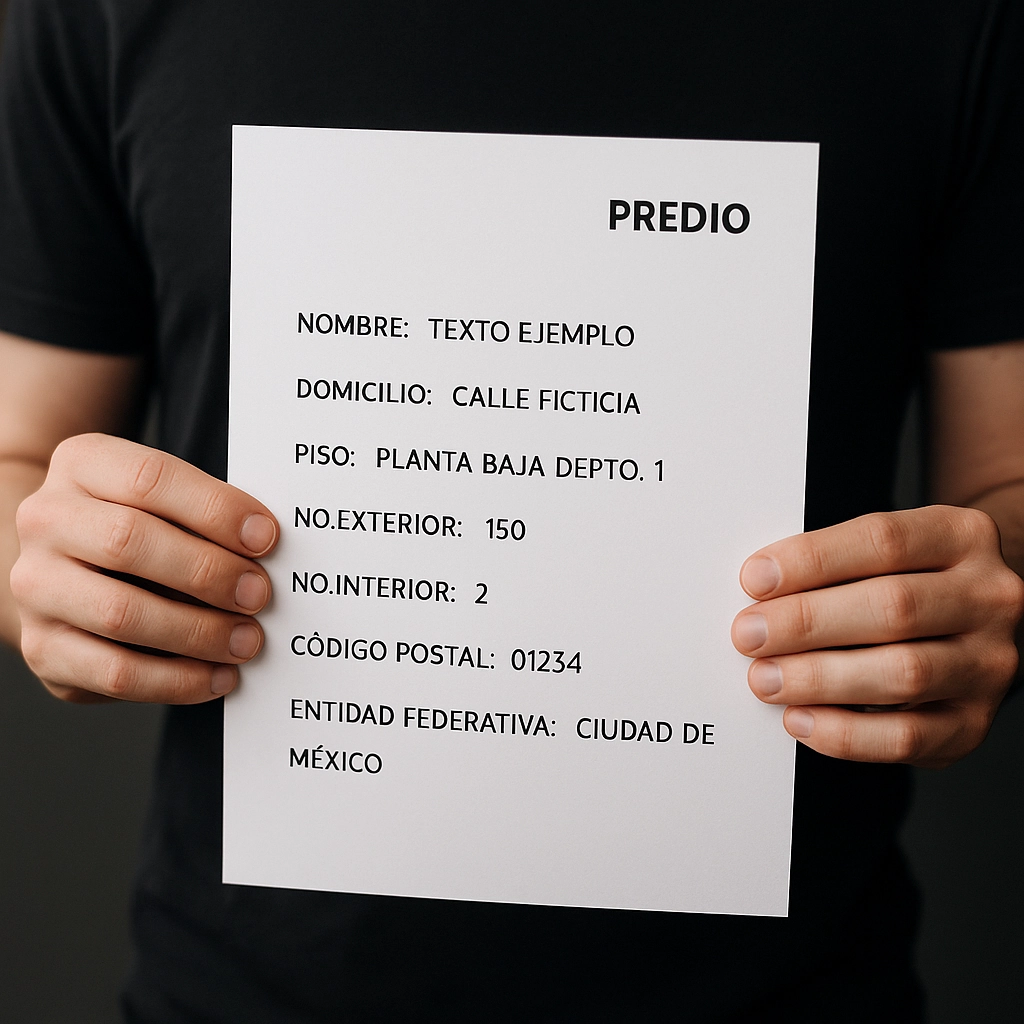 PREDIO
NOMBRE: TEXTO EJEMPLO
DOMICILIO: CALLE FICTICIA
PISO: PLANTA BAJA DEPTO. 1
NO.EXTERIOR: 150
NO.INTERIOR: 2
CÔDIGO POSTAL: 01234
ENTIDAD FEDERATIVA: CIUDAD DE
MÉXICO